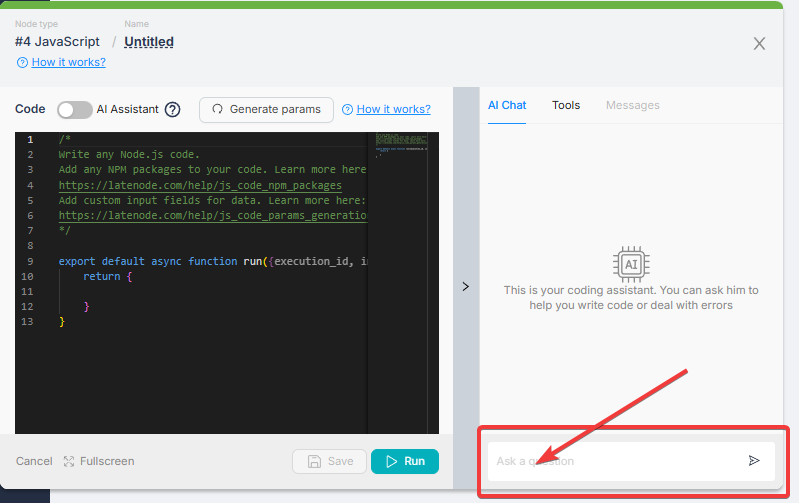 Node type
Name
#4 JavaScript / Untitled
How it works?
Code
AI Assistant
Generate params
How it works?
AI Chat
Tools
Messages
1 /*
2 Write any Node.js code.
3 Add any NPM packages to your code. Learn more here
4 https://latenode.com/help/js_code_npm_packages
5 Add custom input fields for data. Learn more here:
6 https://latenode.com/help/js_code_params_generatio
7 */
8
9 export default async function run({execution_id, i
10 return {
11
12 }
13 }
AI
This is your coding assistant. You can ask him to
help you write code or deal with errors
Cancel
Fullscreen
Save
Run
Ask a question